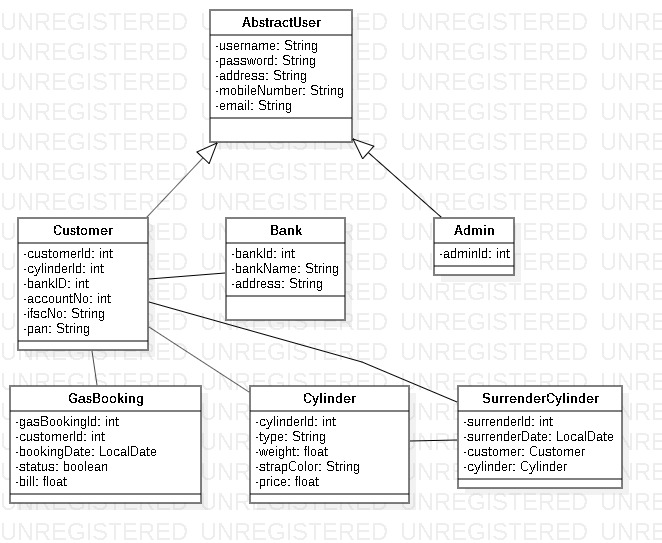 AbstractUser
-username: String
-password: String
-address: String
-mobileNumber: String
-email: String
Customer
-customerId: int
-cylinderId: int
-bankID: int
-accountNo: int
-ifscNo: String
-pan: String
Bank
-bankId: int
-bankName: String
-address: String
Admin
-adminId: int
GasBooking
-gasBookingId: int
-customerId: int
-bookingDate: LocalDate
-status: boolean
-bill: float
Cylinder
-cylinderId: int
-type: String
-weight: float
-strapColor: String
-price: float
SurrenderCylinder
-surrenderId: int
-surrenderDate: LocalDate
-customer: Customer
-cylinder: Cylinder
UNREGISTERED